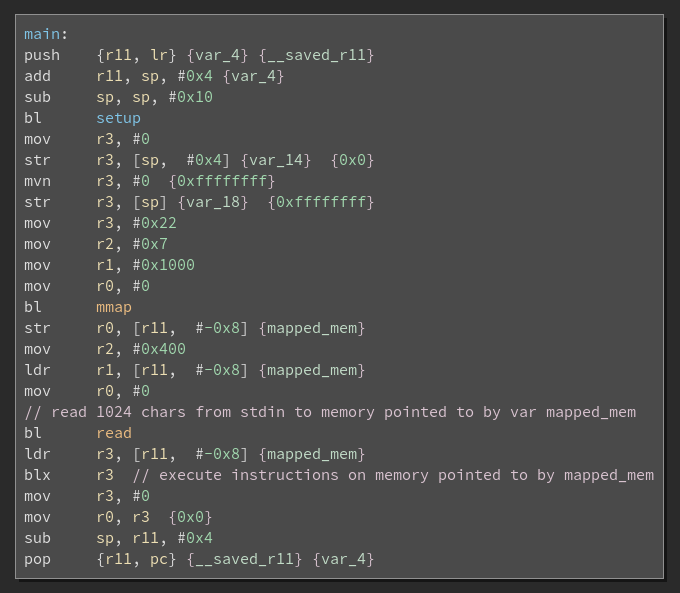 main:
push    {r11, lr} {var_4} {__saved_r11}
add     r11, sp, #0x4 {var_4}
sub     sp, sp, #0x10
bl      setup
mov     r3, #0
str     r3, [sp,  #0x4] {var_14}  {0x0}
mvn     r3, #0  {0xffffffff}
str     r3, [sp] {var_18}  {0xffffffff}
mov     r3, #0x22
mov     r2, #0x7
mov     r1, #0x1000
mov     r0, #0
bl      mmap
str     r0, [r11,  #-0x8] {mapped_mem}
mov     r2, #0x400
ldr     r1, [r11,  #-0x8] {mapped_mem}
mov     r0, #0
// read 1024 chars from stdin to memory pointed to by var mapped_mem
bl      read
ldr     r3, [r11,  #-0x8] {mapped_mem}
blx     r3  // execute instructions on memory pointed to by mapped_mem
mov     r3, #0
mov     r0, r3  {0x0}
sub     sp, r11, #0x4
pop     {r11, pc} {__saved_r11} {var_4}